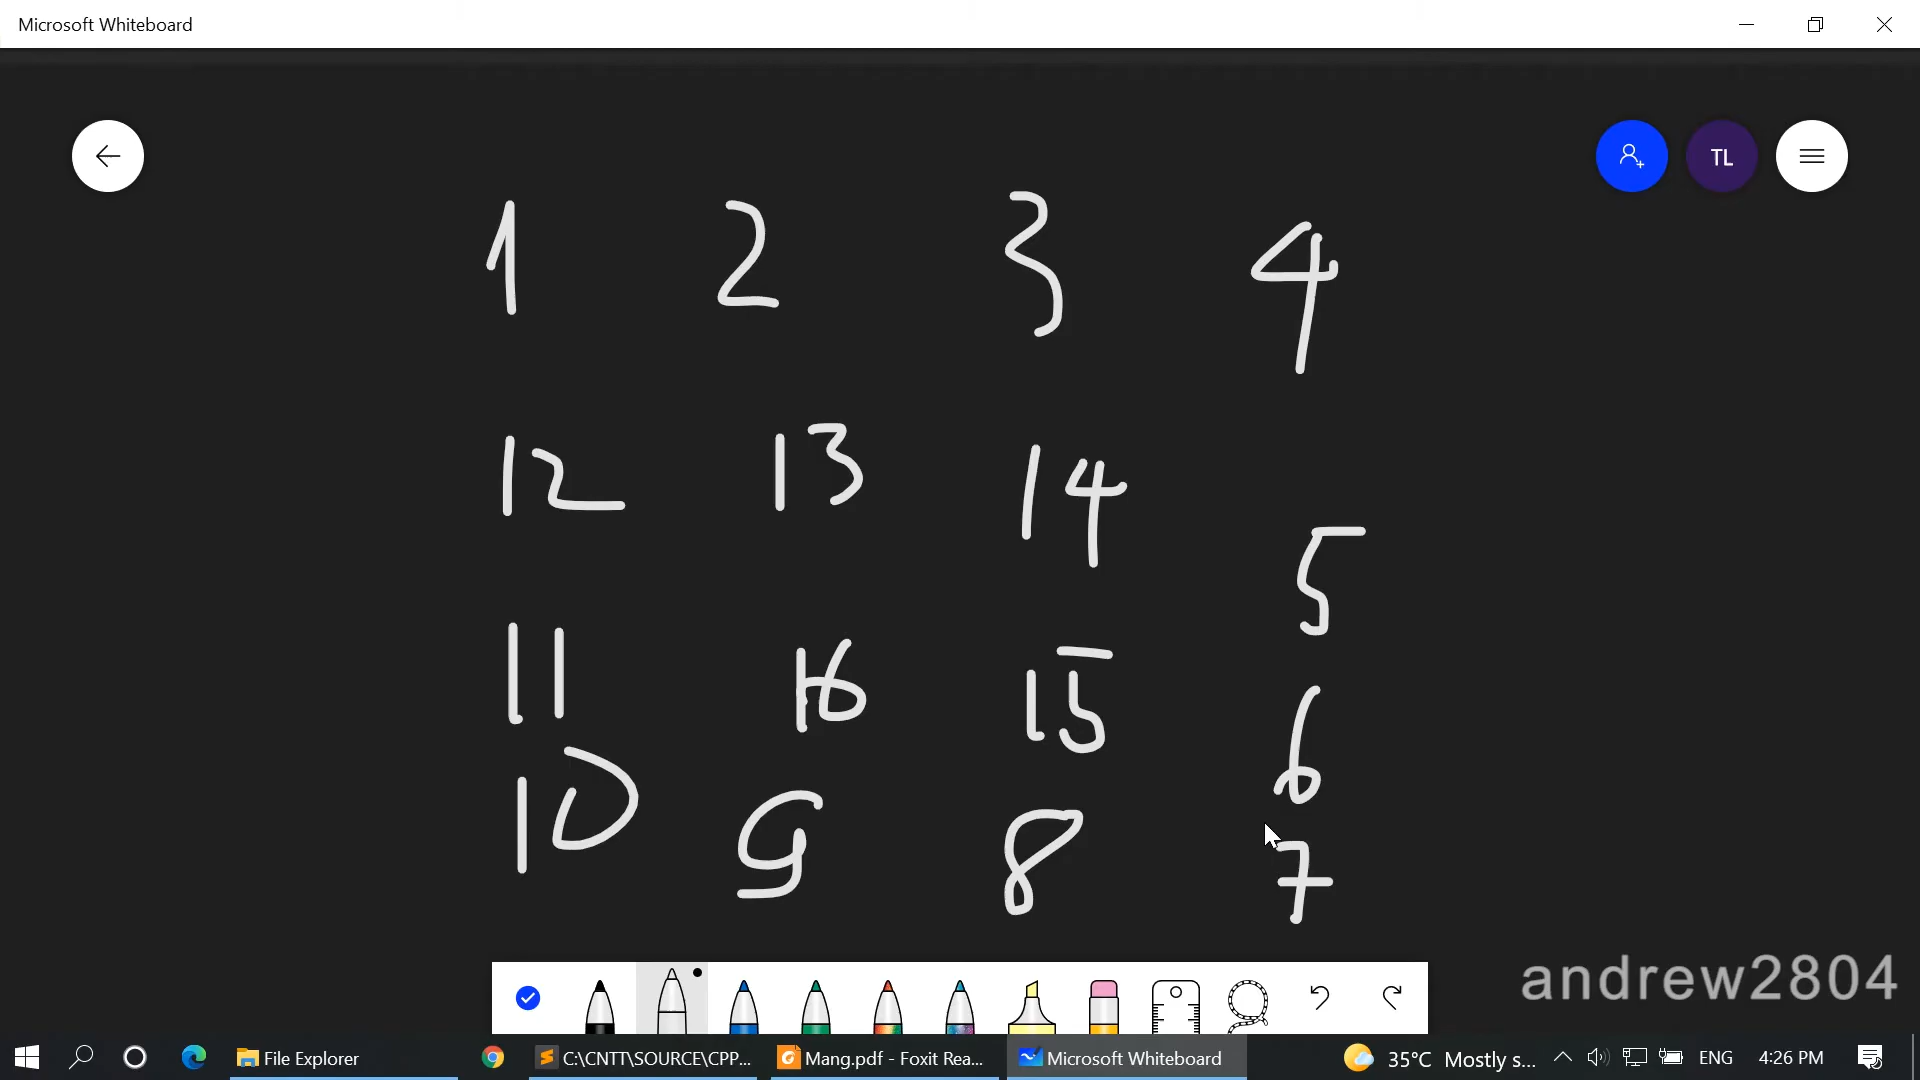 Microsoft Whiteboard
TL
1 2 3 4
12 13 14 5
11 16 15 6
10 9 8 7
andrew2804
File Explorer C:\CNTT\SOURCE\CPP... Mang.pdf - Foxit Rea... Microsoft Whiteboard 35°C Mostly s... ENG 4:26 PM